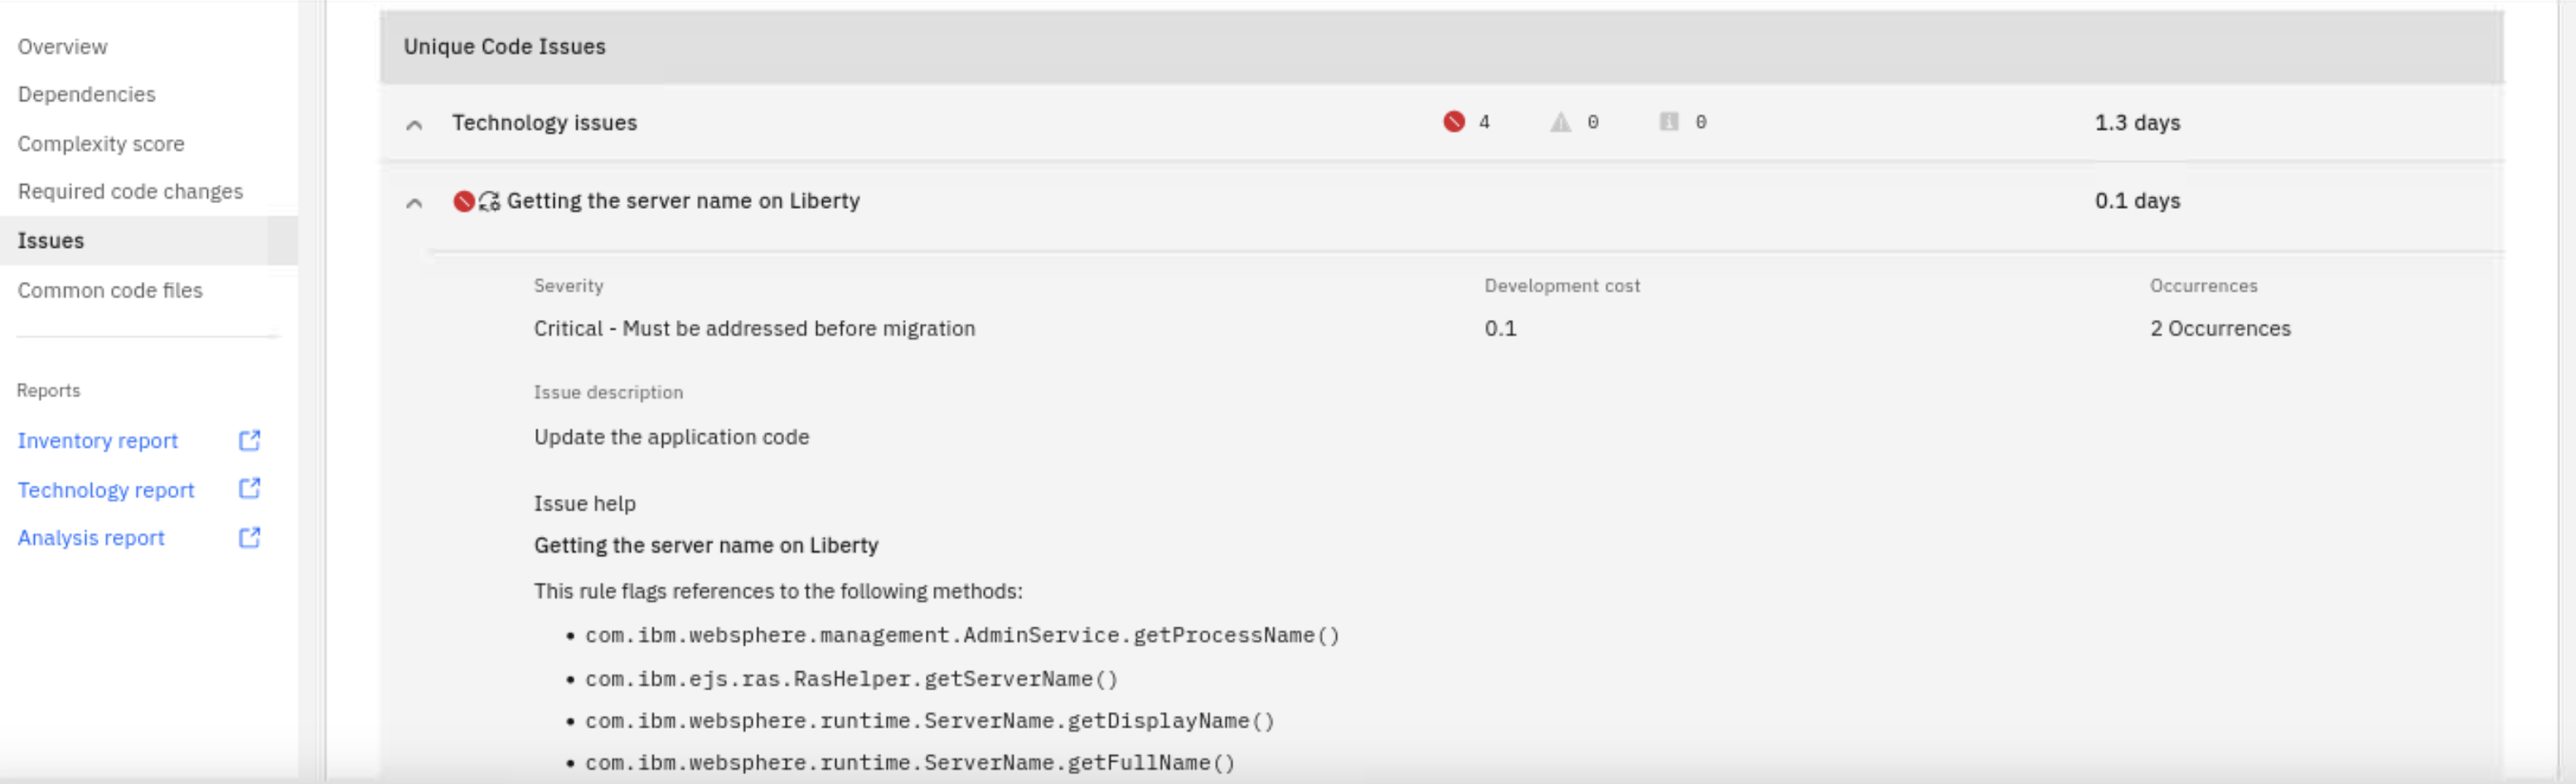 Overview
Dependencies
Complexity score
Required code changes
Issues
Common code files
Reports
Inventory report
Technology report
Analysis report
Unique Code Issues
Technology issues 4 0 0 1.3 days
Getting the server name on Liberty 0.1 days
Severity Development cost Occurrences
Critical - Must be addressed before migration 0.1 2 Occurrences
Issue description
Update the application code
Issue help
Getting the server name on Liberty
This rule flags references to the following methods:
• com.ibm.websphere.management.AdminService.getProcessName()
• com.ibm.ejs.ras.RasHelper.getServerName()
• com.ibm.websphere.runtime.ServerName.getDisplayName()
• com.ibm.websphere.runtime.ServerName.getFullName()